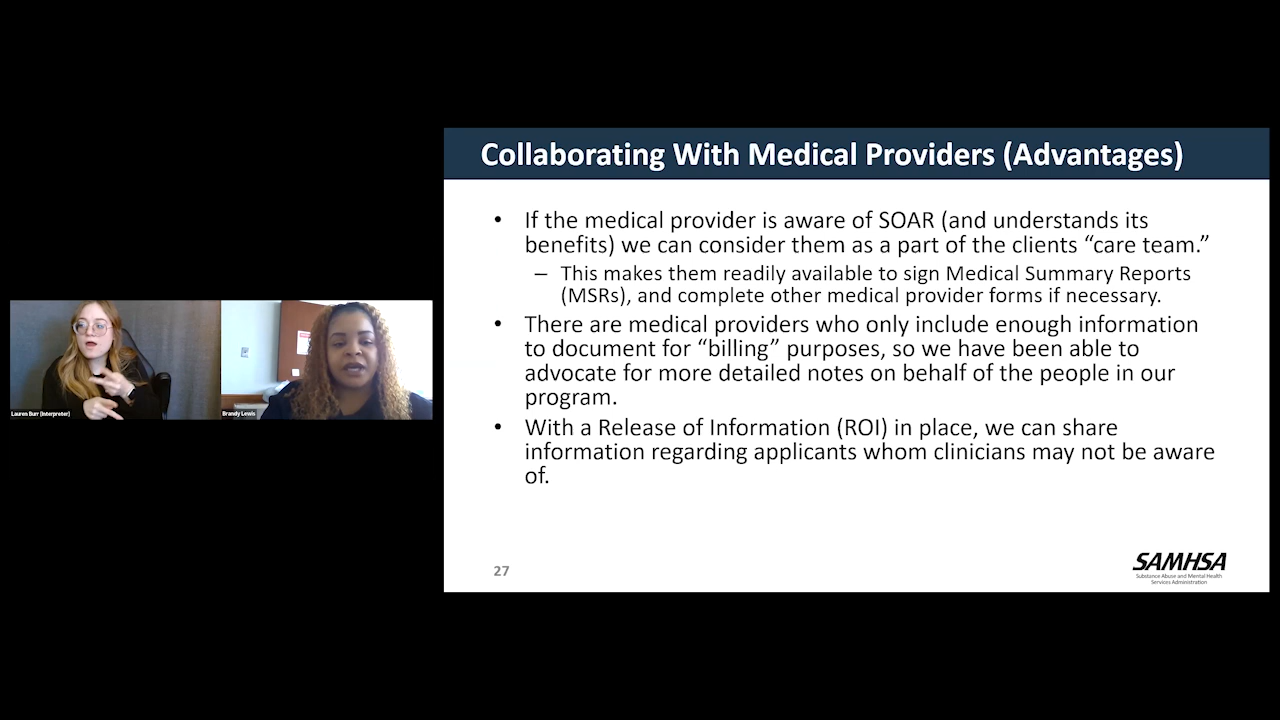 Collaborating With Medical Providers (Advantages)
• If the medical provider is aware of SOAR (and understands its
benefits) we can consider them as a part of the clients “care team.”
– This makes them readily available to sign Medical Summary Reports
(MSRs), and complete other medical provider forms if necessary.
• There are medical providers who only include enough information
to document for “billing” purposes, so we have been able to
advocate for more detailed notes on behalf of the people in our
program.
• With a Release of Information (ROI) in place, we can share
information regarding applicants whom clinicians may not be aware
of.
Lauren Burr (Interpreter)
Brandy Lewis
27
SAMHSA
Substance Abuse and Mental Health
Services Administration